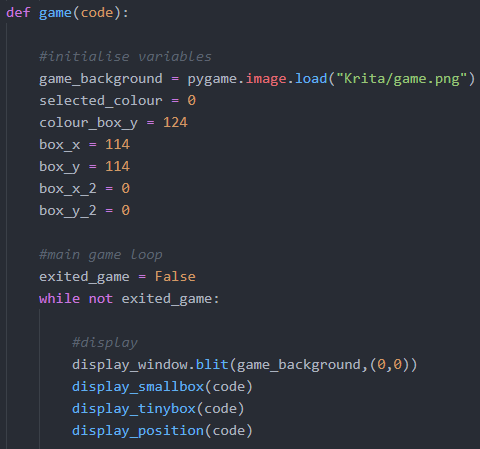 def game(code):
#initialise variables
game_background = pygame.image.load("Krita/game.png")
selected_colour = 0
colour_box_y = 124
box_x = 114
box_y = 114
box_x_2 = 0
box_y_2 = 0
#main game loop
exited_game = False
while not exited_game:
#display
display_window.blit(game_background,(0,0))
display_smallbox(code)
display_tinybox(code)
display_position(code)